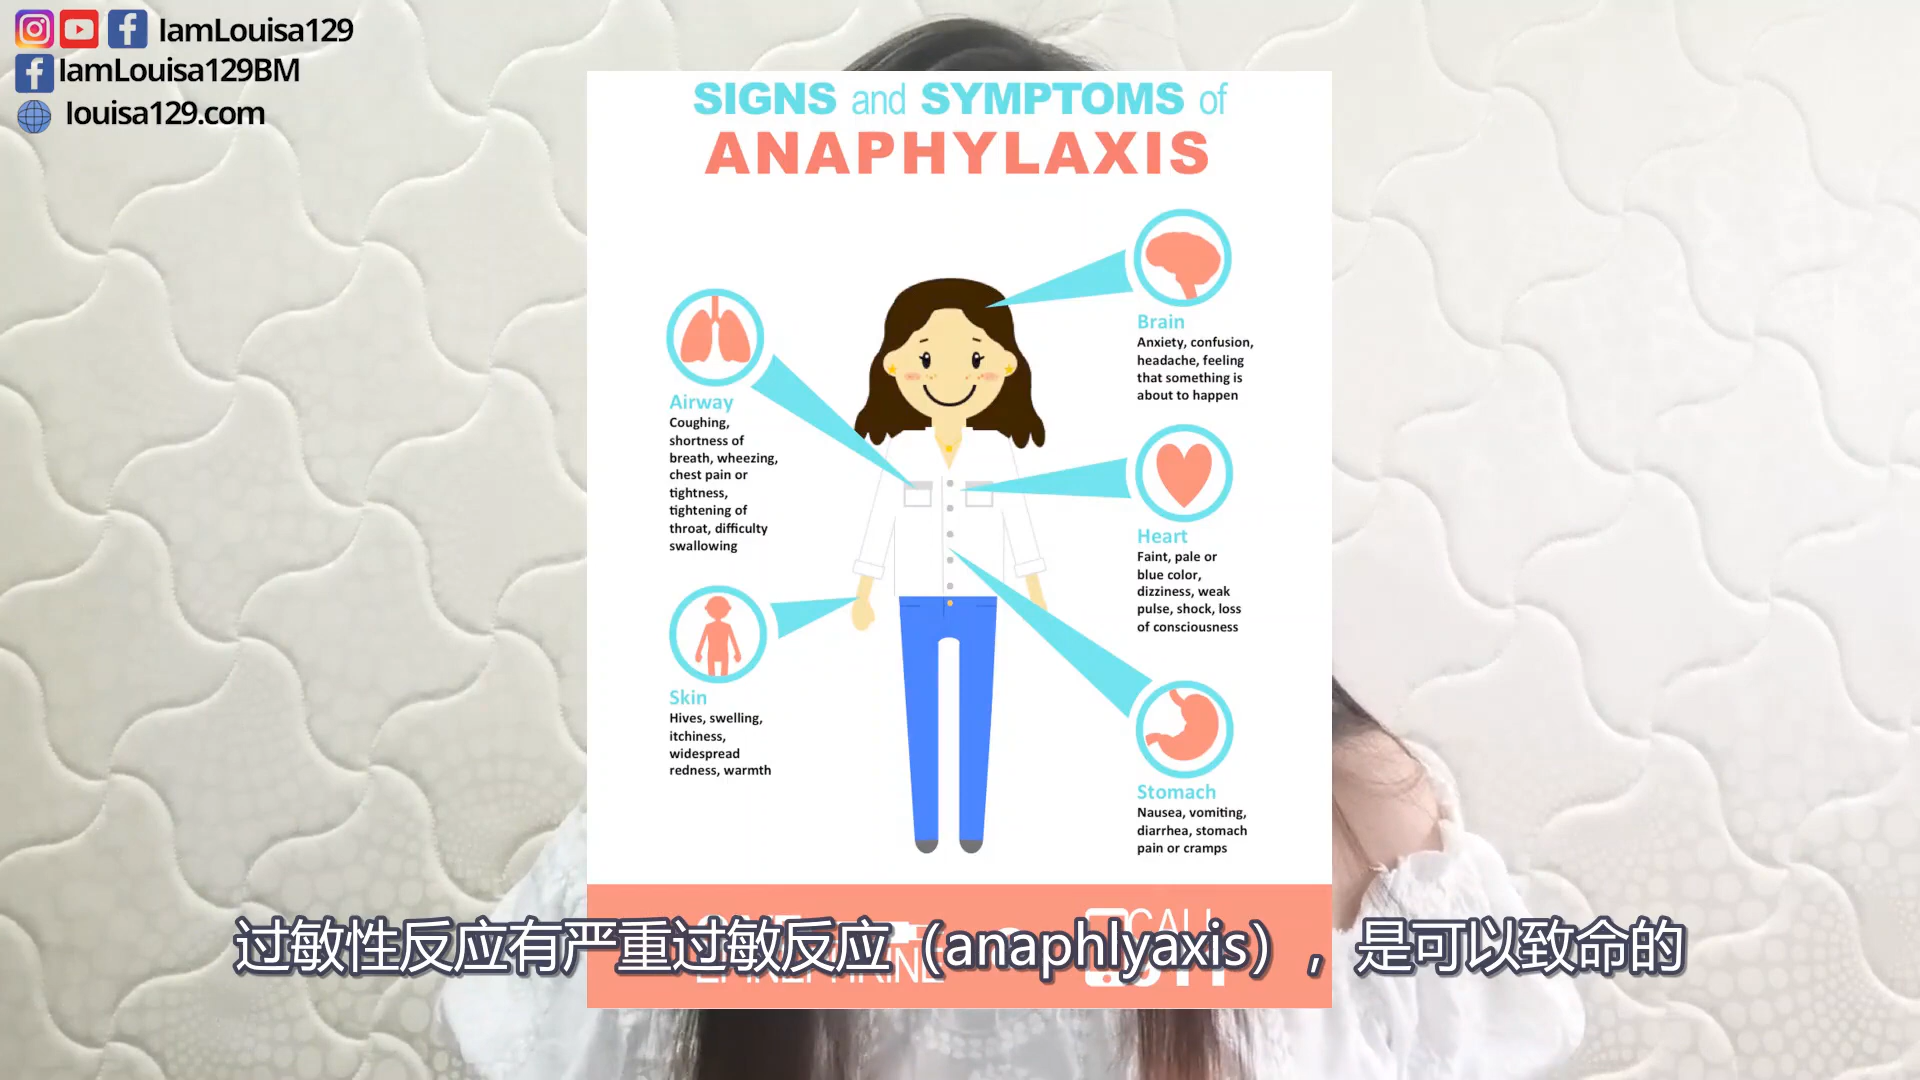 IamLouisa129
IamLouisa129BM
louisa129.com
SIGNS and SYMPTOMS of
ANAPHYLAXIS
Brain
Anxiety, confusion,
headache, feeling
that something is
about to happen
Airway
Coughing,
shortness of
breath, wheezing,
chest pain or
tightness,
tightening of
throat, difficulty
swallowing
Heart
Faint, pale or
blue color,
dizziness, weak
pulse, shock, loss
of consciousness
Skin
Hives, swelling,
itchiness,
widespread
redness, warmth
Stomach
Nausea, vomiting,
diarrhea, stomach
pain or cramps
CALL
EPINEPHRINE
过敏性反应有严重过敏反应（anaphlyaxis），是可以致命的